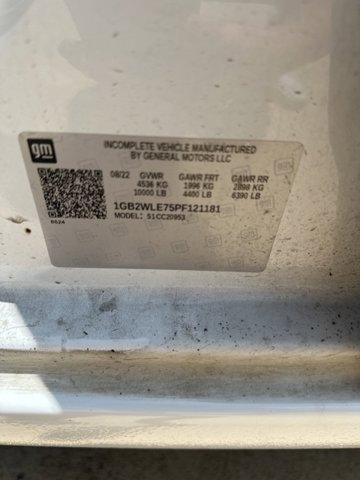 gm
INCOMPLETE VEHICLE MANUFACTURED
BY GENERAL MOTORS LLC
08/22 GVWR GAWR FRT GAWR RR
4536 KG 1996 KG 2898 KG
10000 LB 4400 LB 6390 LB
1GB2WLE75PF121181
MODEL: 51CC20953
6624